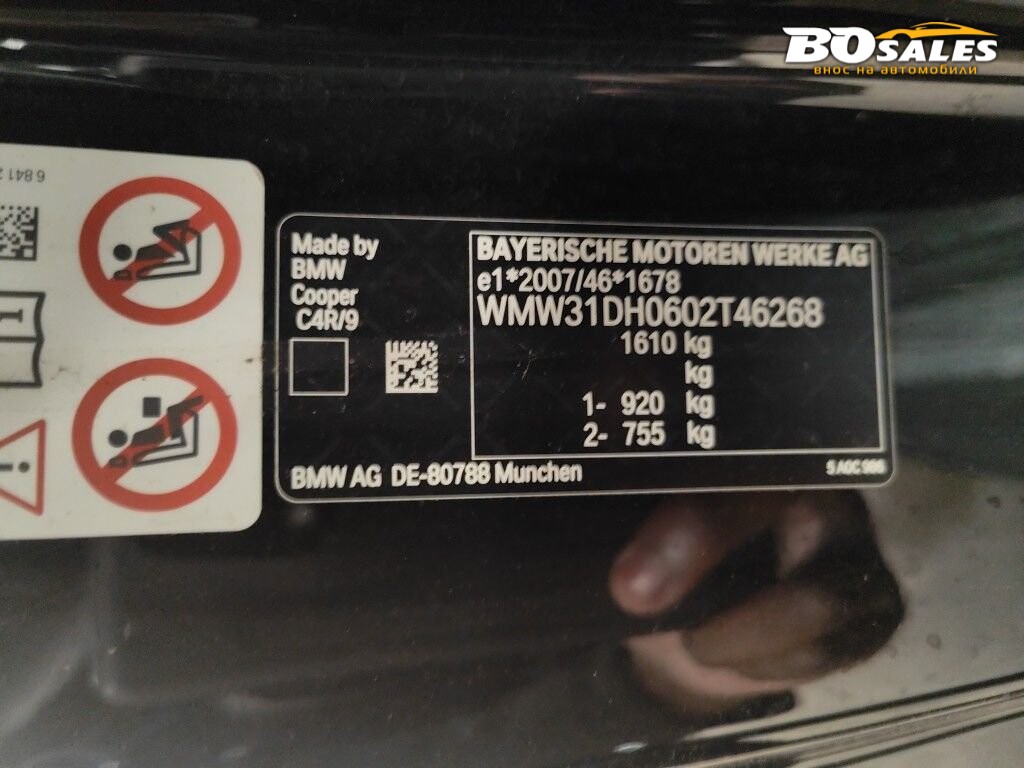 BOSALES
внос на автомобили
Made by
BMW
Cooper
C4R/9
BAYERISCHE MOTOREN WERKE AG
e1*2007/46*1678
WMW31DH0602T46268
1610 kg
kg
1- 920 kg
2- 755 kg
BMW AG DE-80788 Munchen